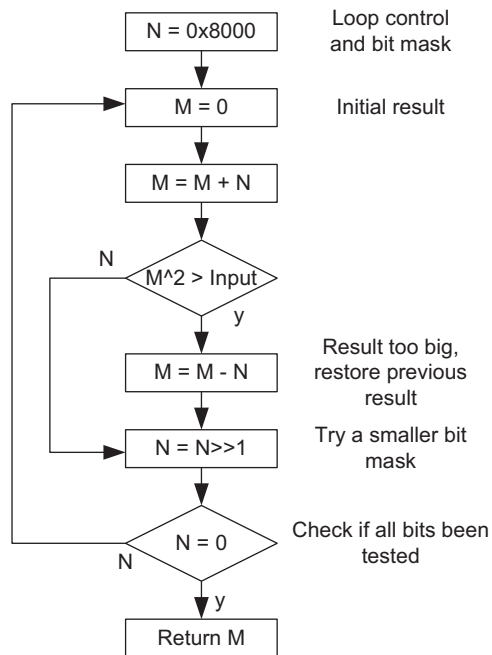 N = 0x8000
Loop control
and bit mask
M = 0
Initial result
M = M + N
N
M^2 > Input
y
M = M - N
Result too big,
restore previous
result
N = N>>1
Try a smaller bit
mask
N = 0
Check if all bits been
tested
N
y
Return M